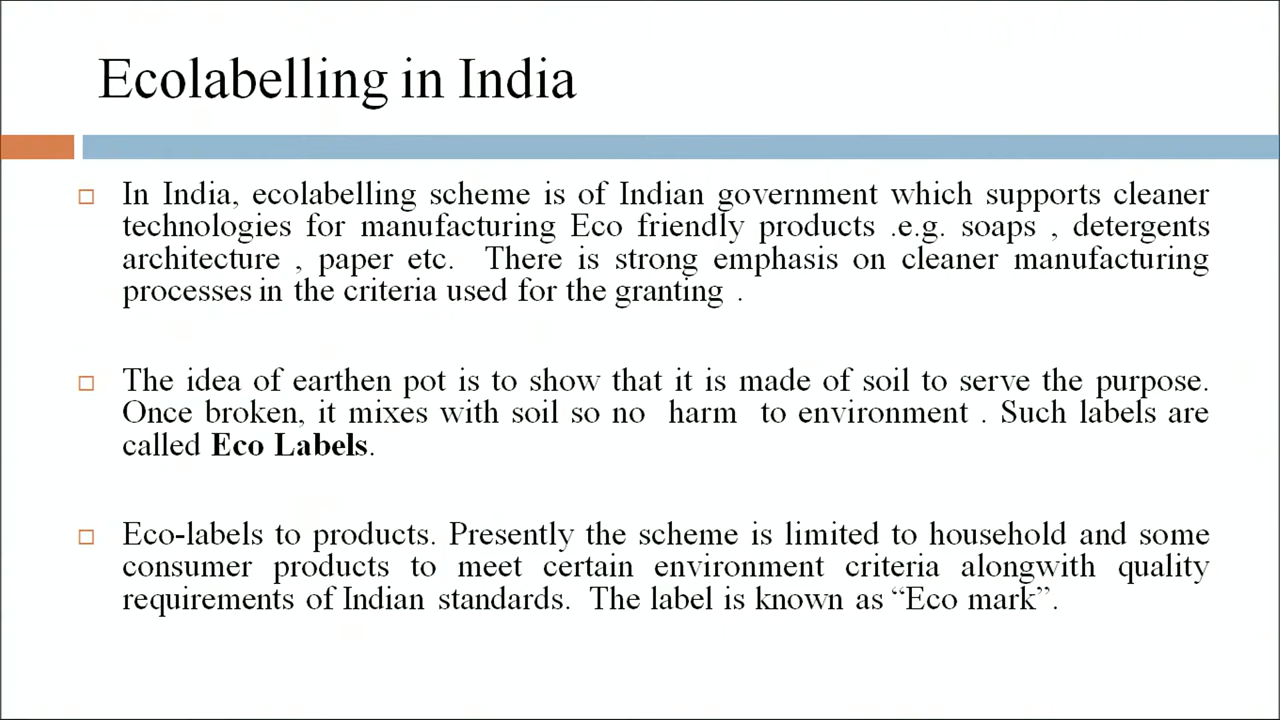 Ecolabelling in India
In India, ecolabelling scheme is of Indian government which supports cleaner
technologies for manufacturing Eco friendly products .e.g. soaps , detergents
architecture , paper etc.  There is strong emphasis on cleaner manufacturing
processes in the criteria used for the granting .
The idea of earthen pot is to show that it is made of soil to serve the purpose.
Once broken, it mixes with soil so no  harm  to environment . Such labels are
called Eco Labels.
Eco-labels to products. Presently the scheme is limited to household and some
consumer products to meet certain environment criteria alongwith quality
requirements of Indian standards.  The label is known as “Eco mark”.